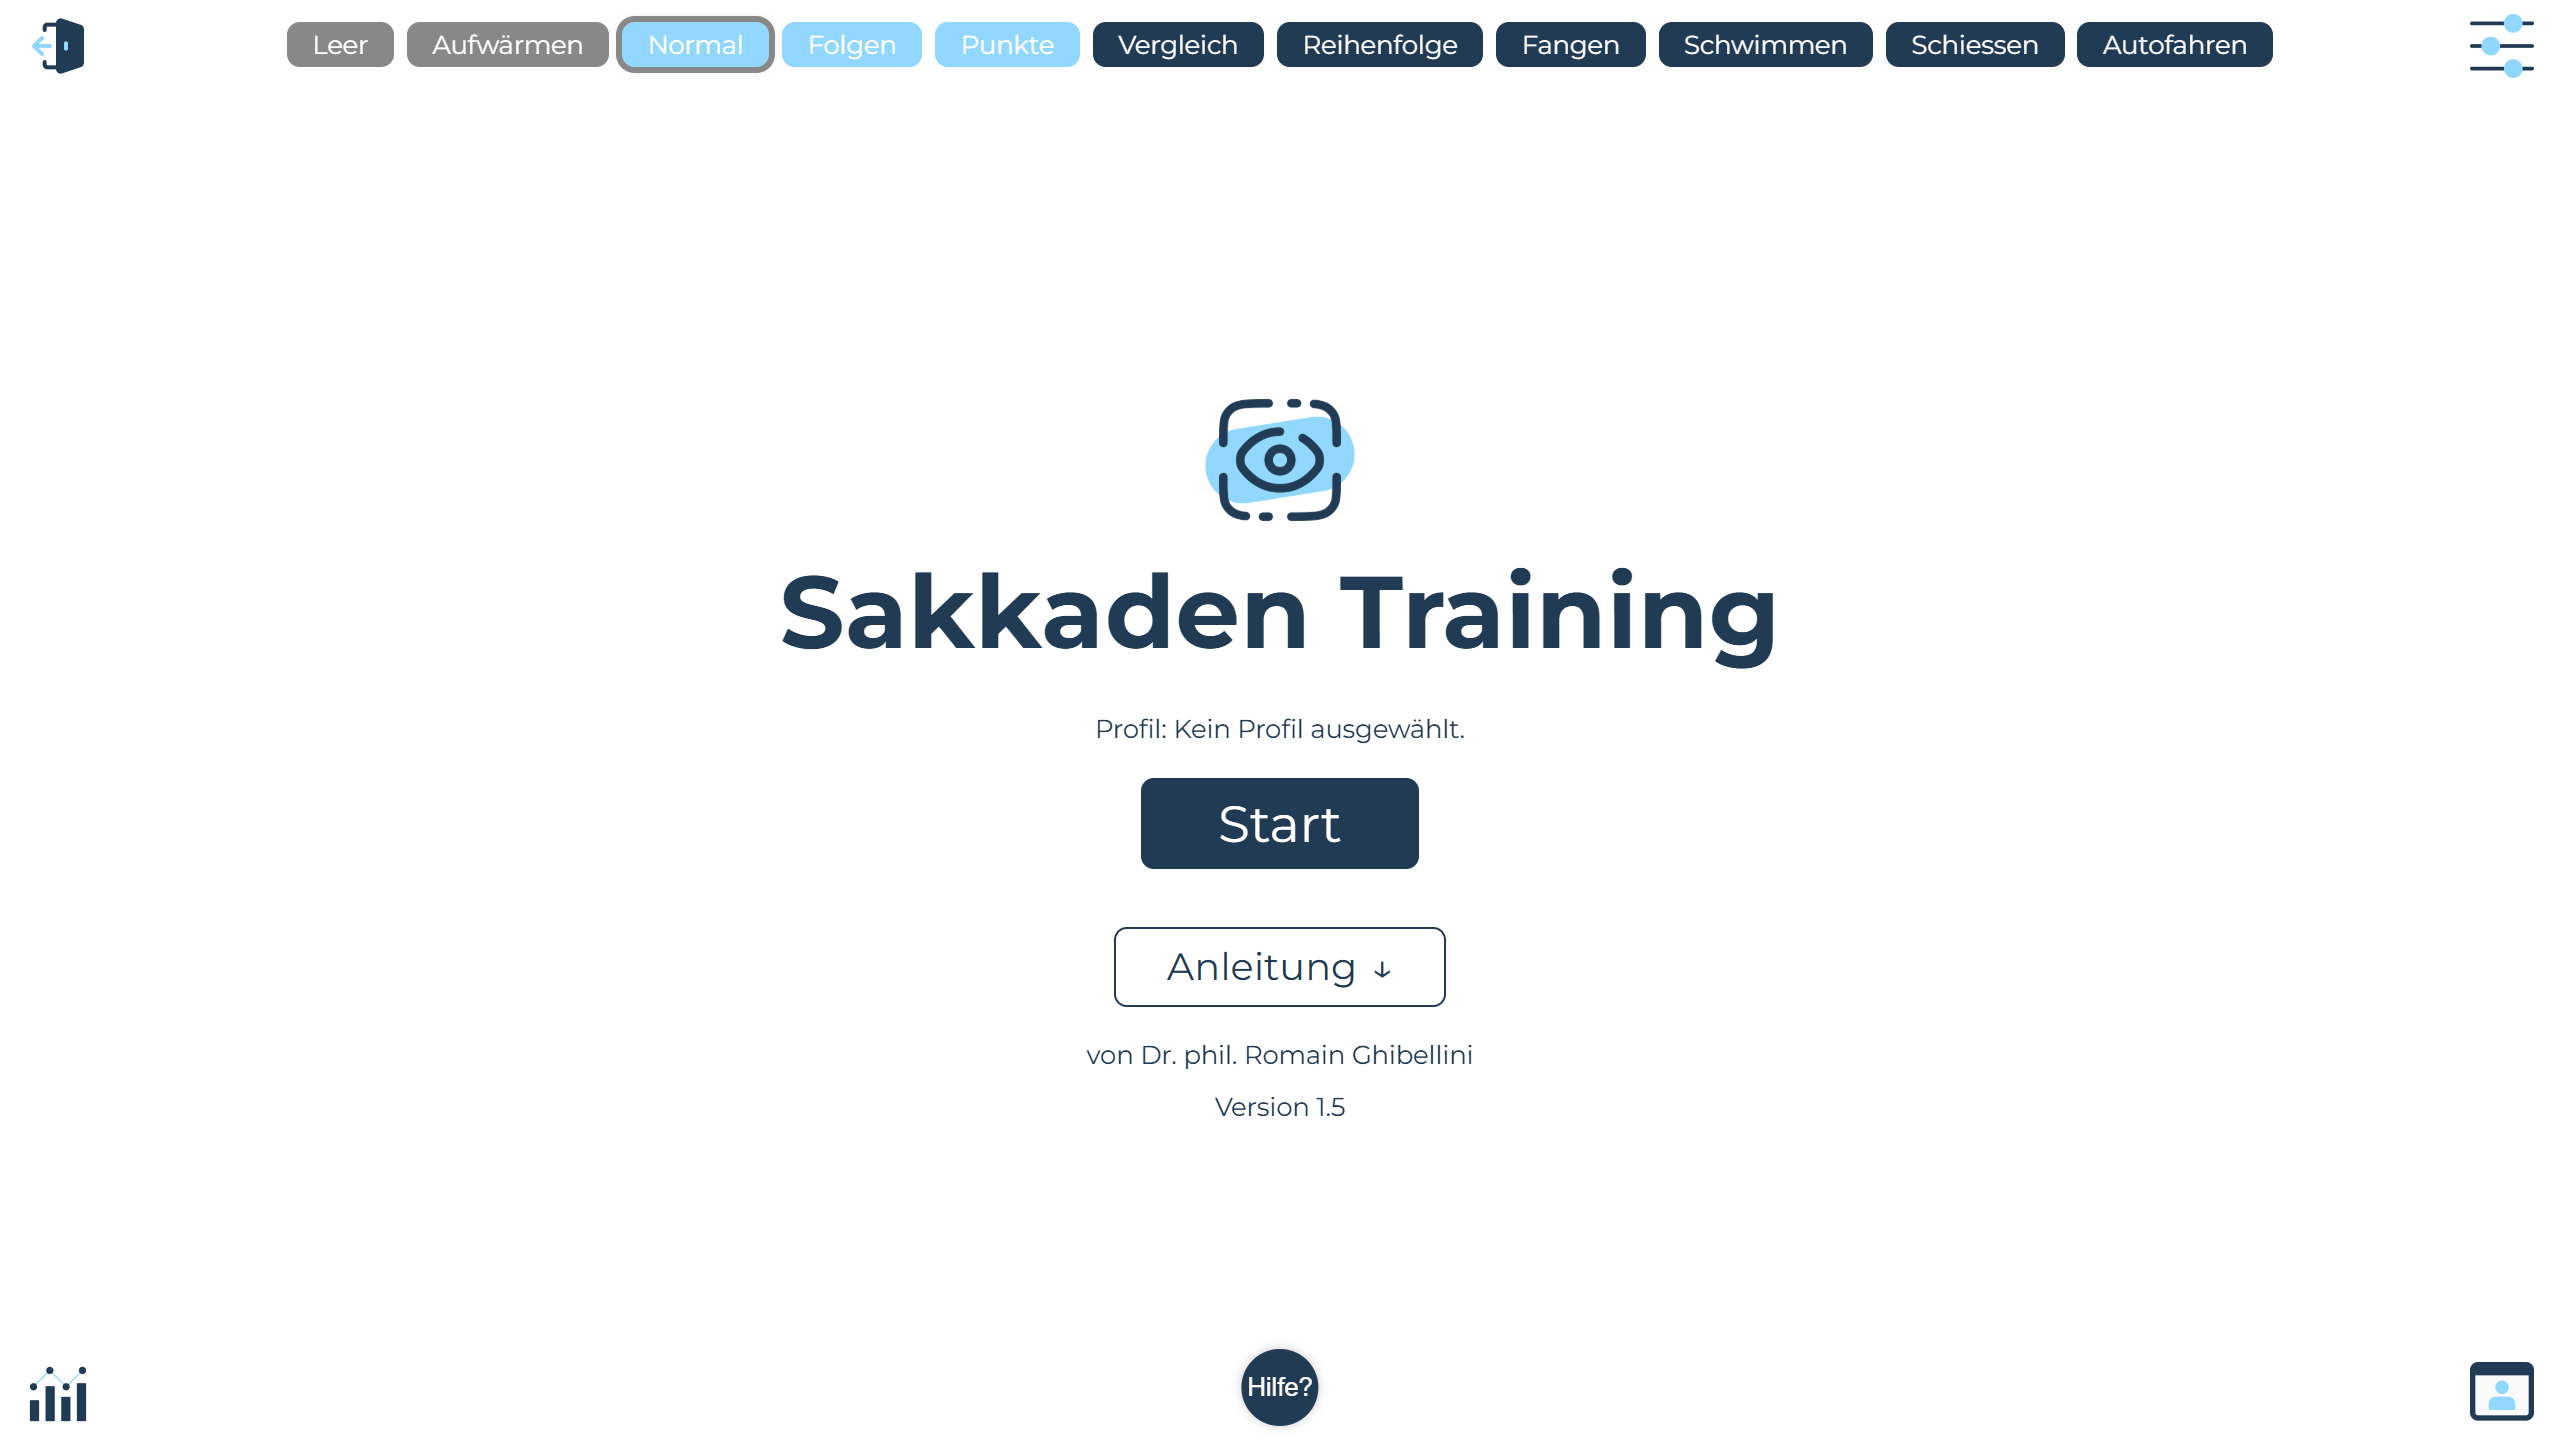 Leer Aufwärmen Normal Folgen Punkte Vergleich Reihenfolge Fangen Schwimmen Schiessen Autofahren
Sakkaden Training
Profil: Kein Profil ausgewählt.
Start
Anleitung ↓
von Dr. phil. Romain Ghibellini
Version 1.5
Hilfe?